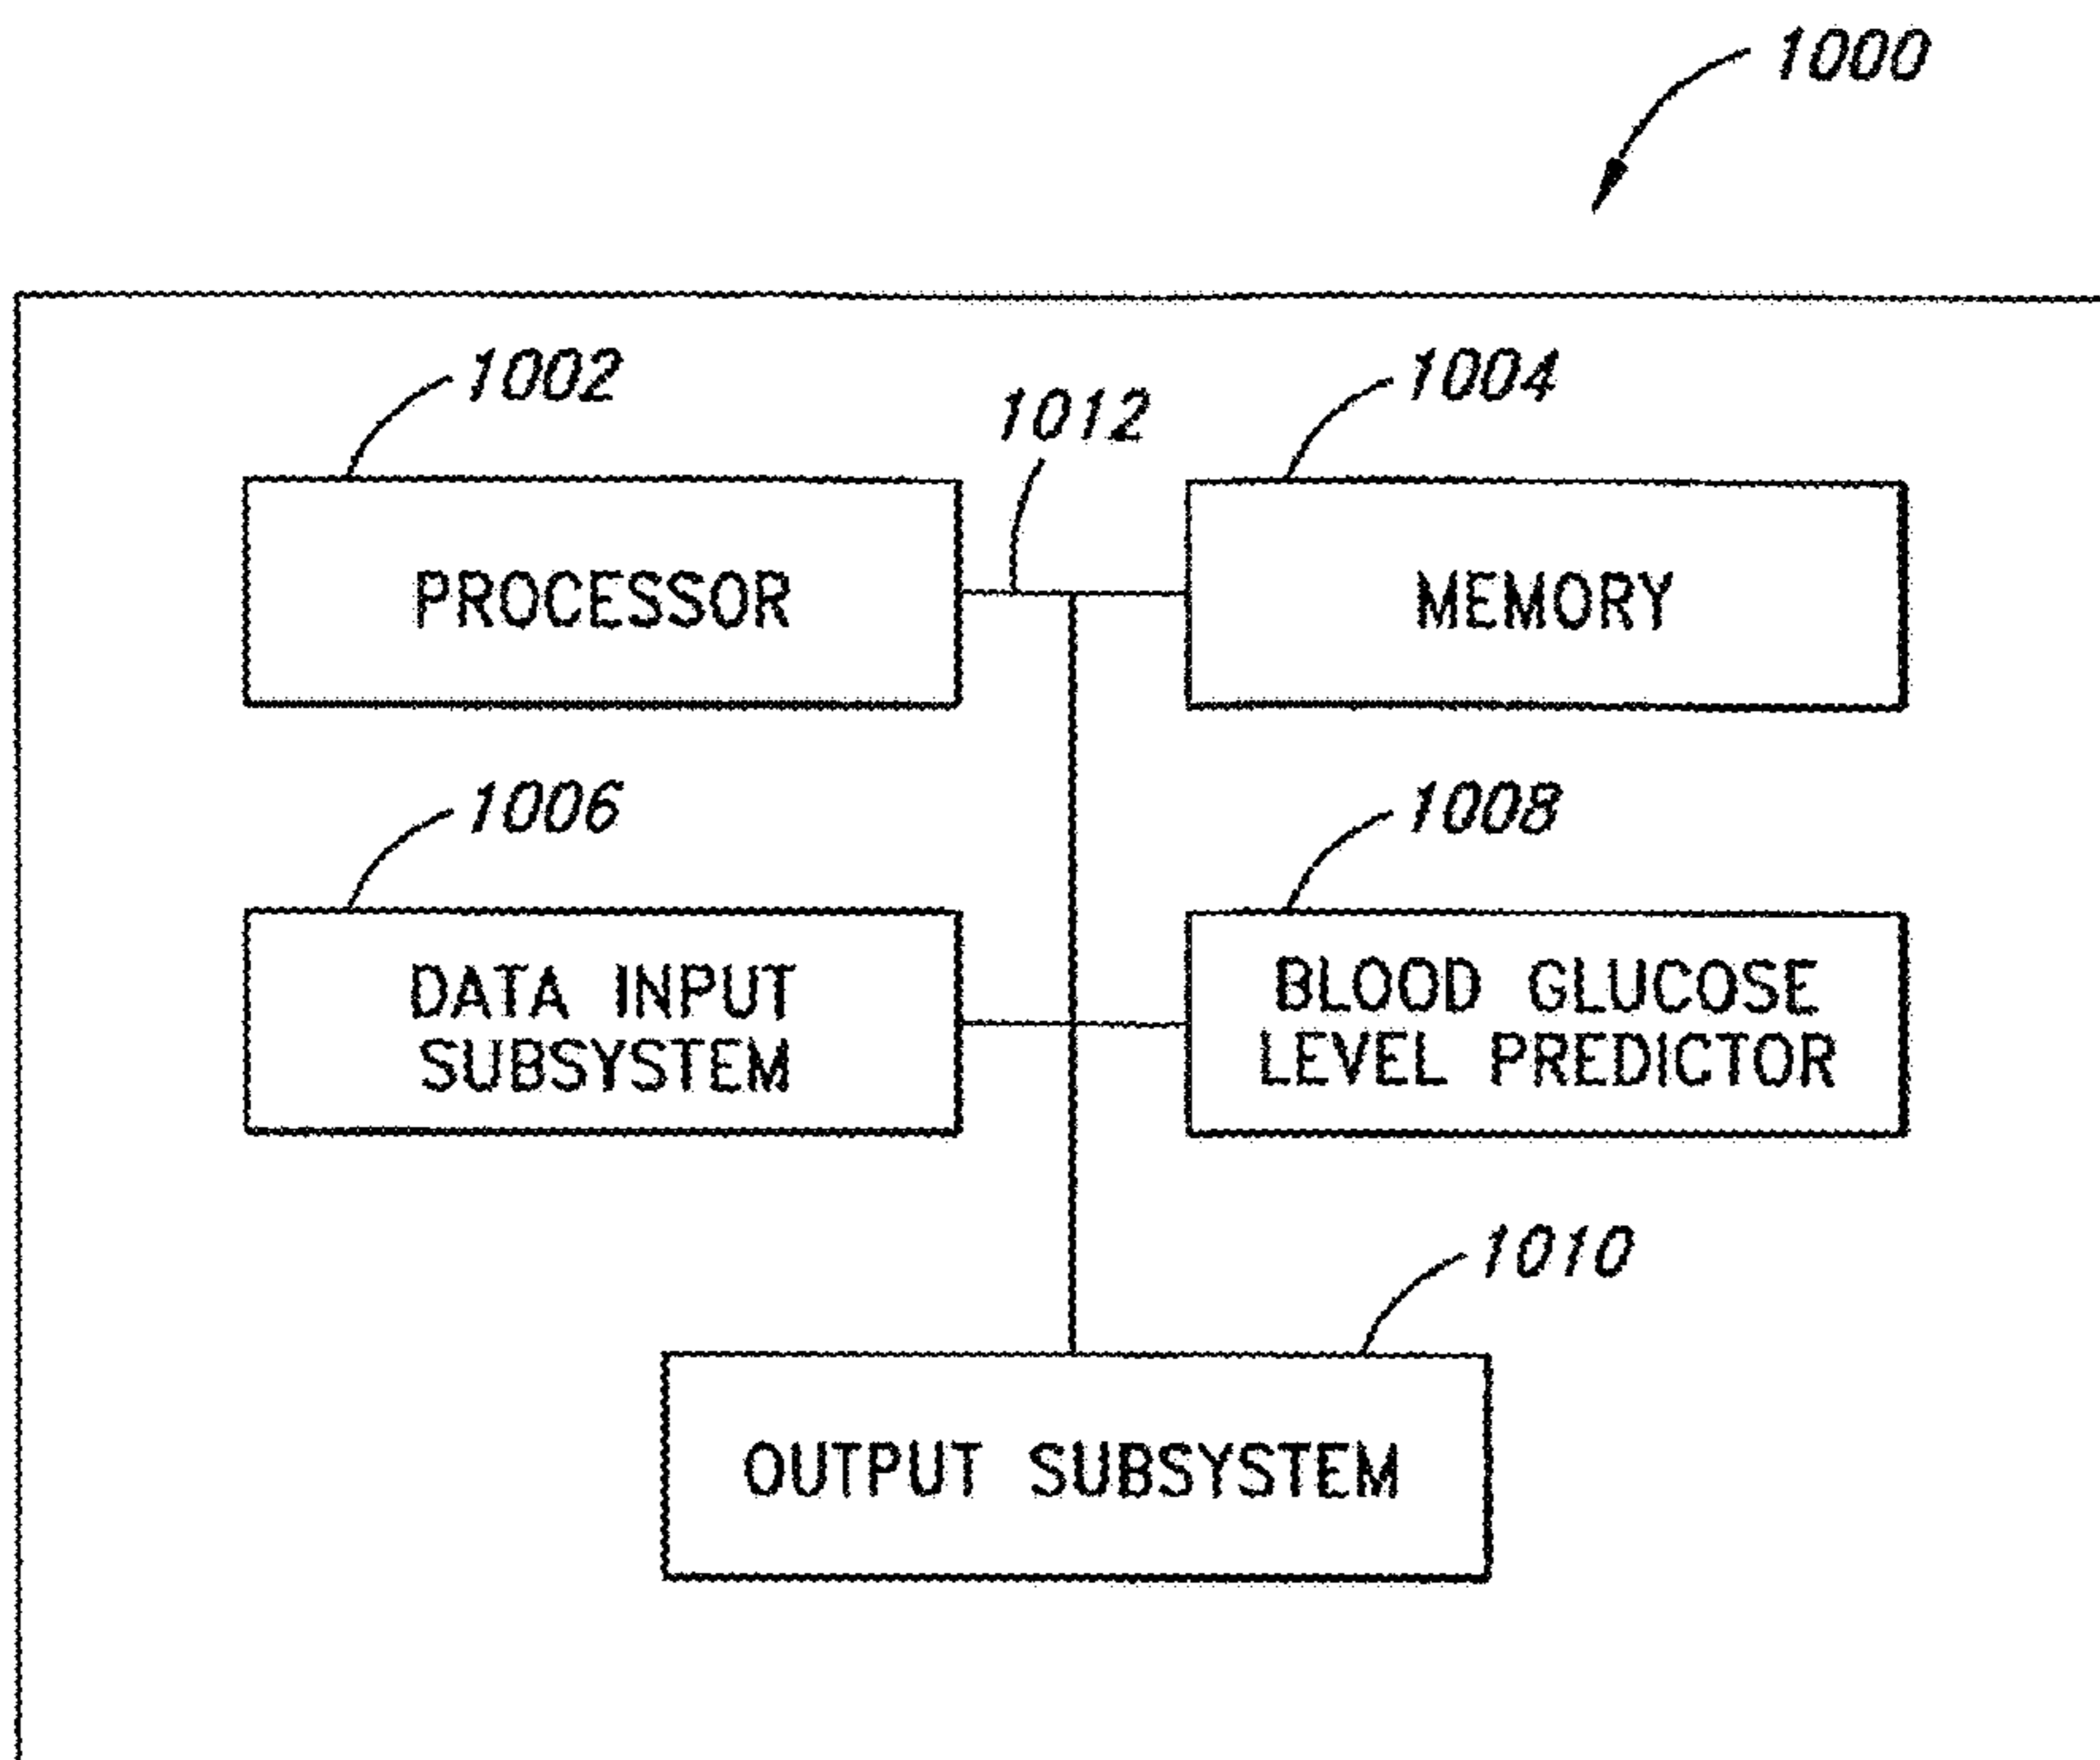 1000
1002
1012
1004
PROCESSOR
MEMORY
1006
1008
DATA INPUT
SUBSYSTEM
BLOOD GLUCOSE
LEVEL PREDICTOR
1010
OUTPUT SUBSYSTEM